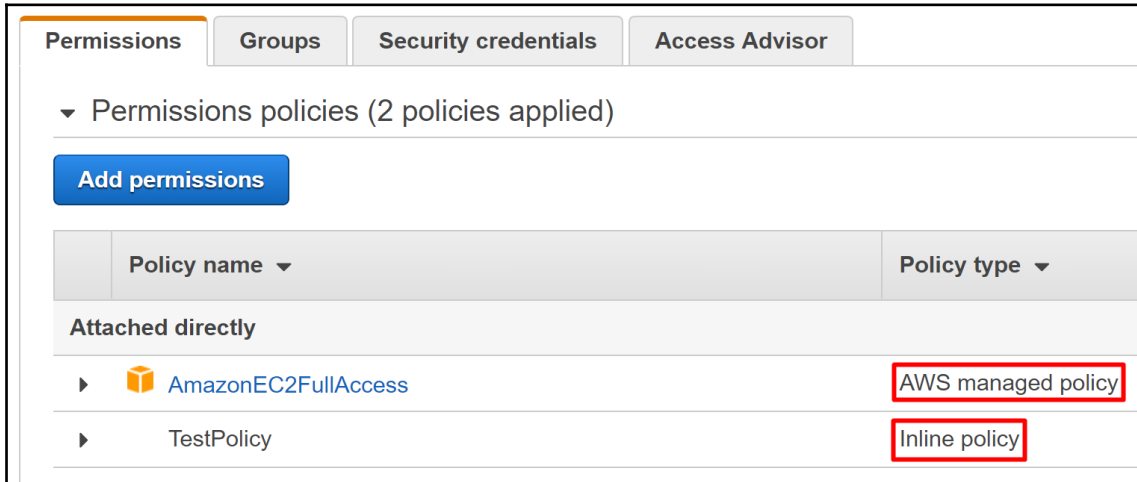 Permissions Groups Security credentials Access Advisor
Permissions policies (2 policies applied)
Add permissions
Policy name Policy type
Attached directly
AmazonEC2FullAccess AWS managed policy
TestPolicy Inline policy